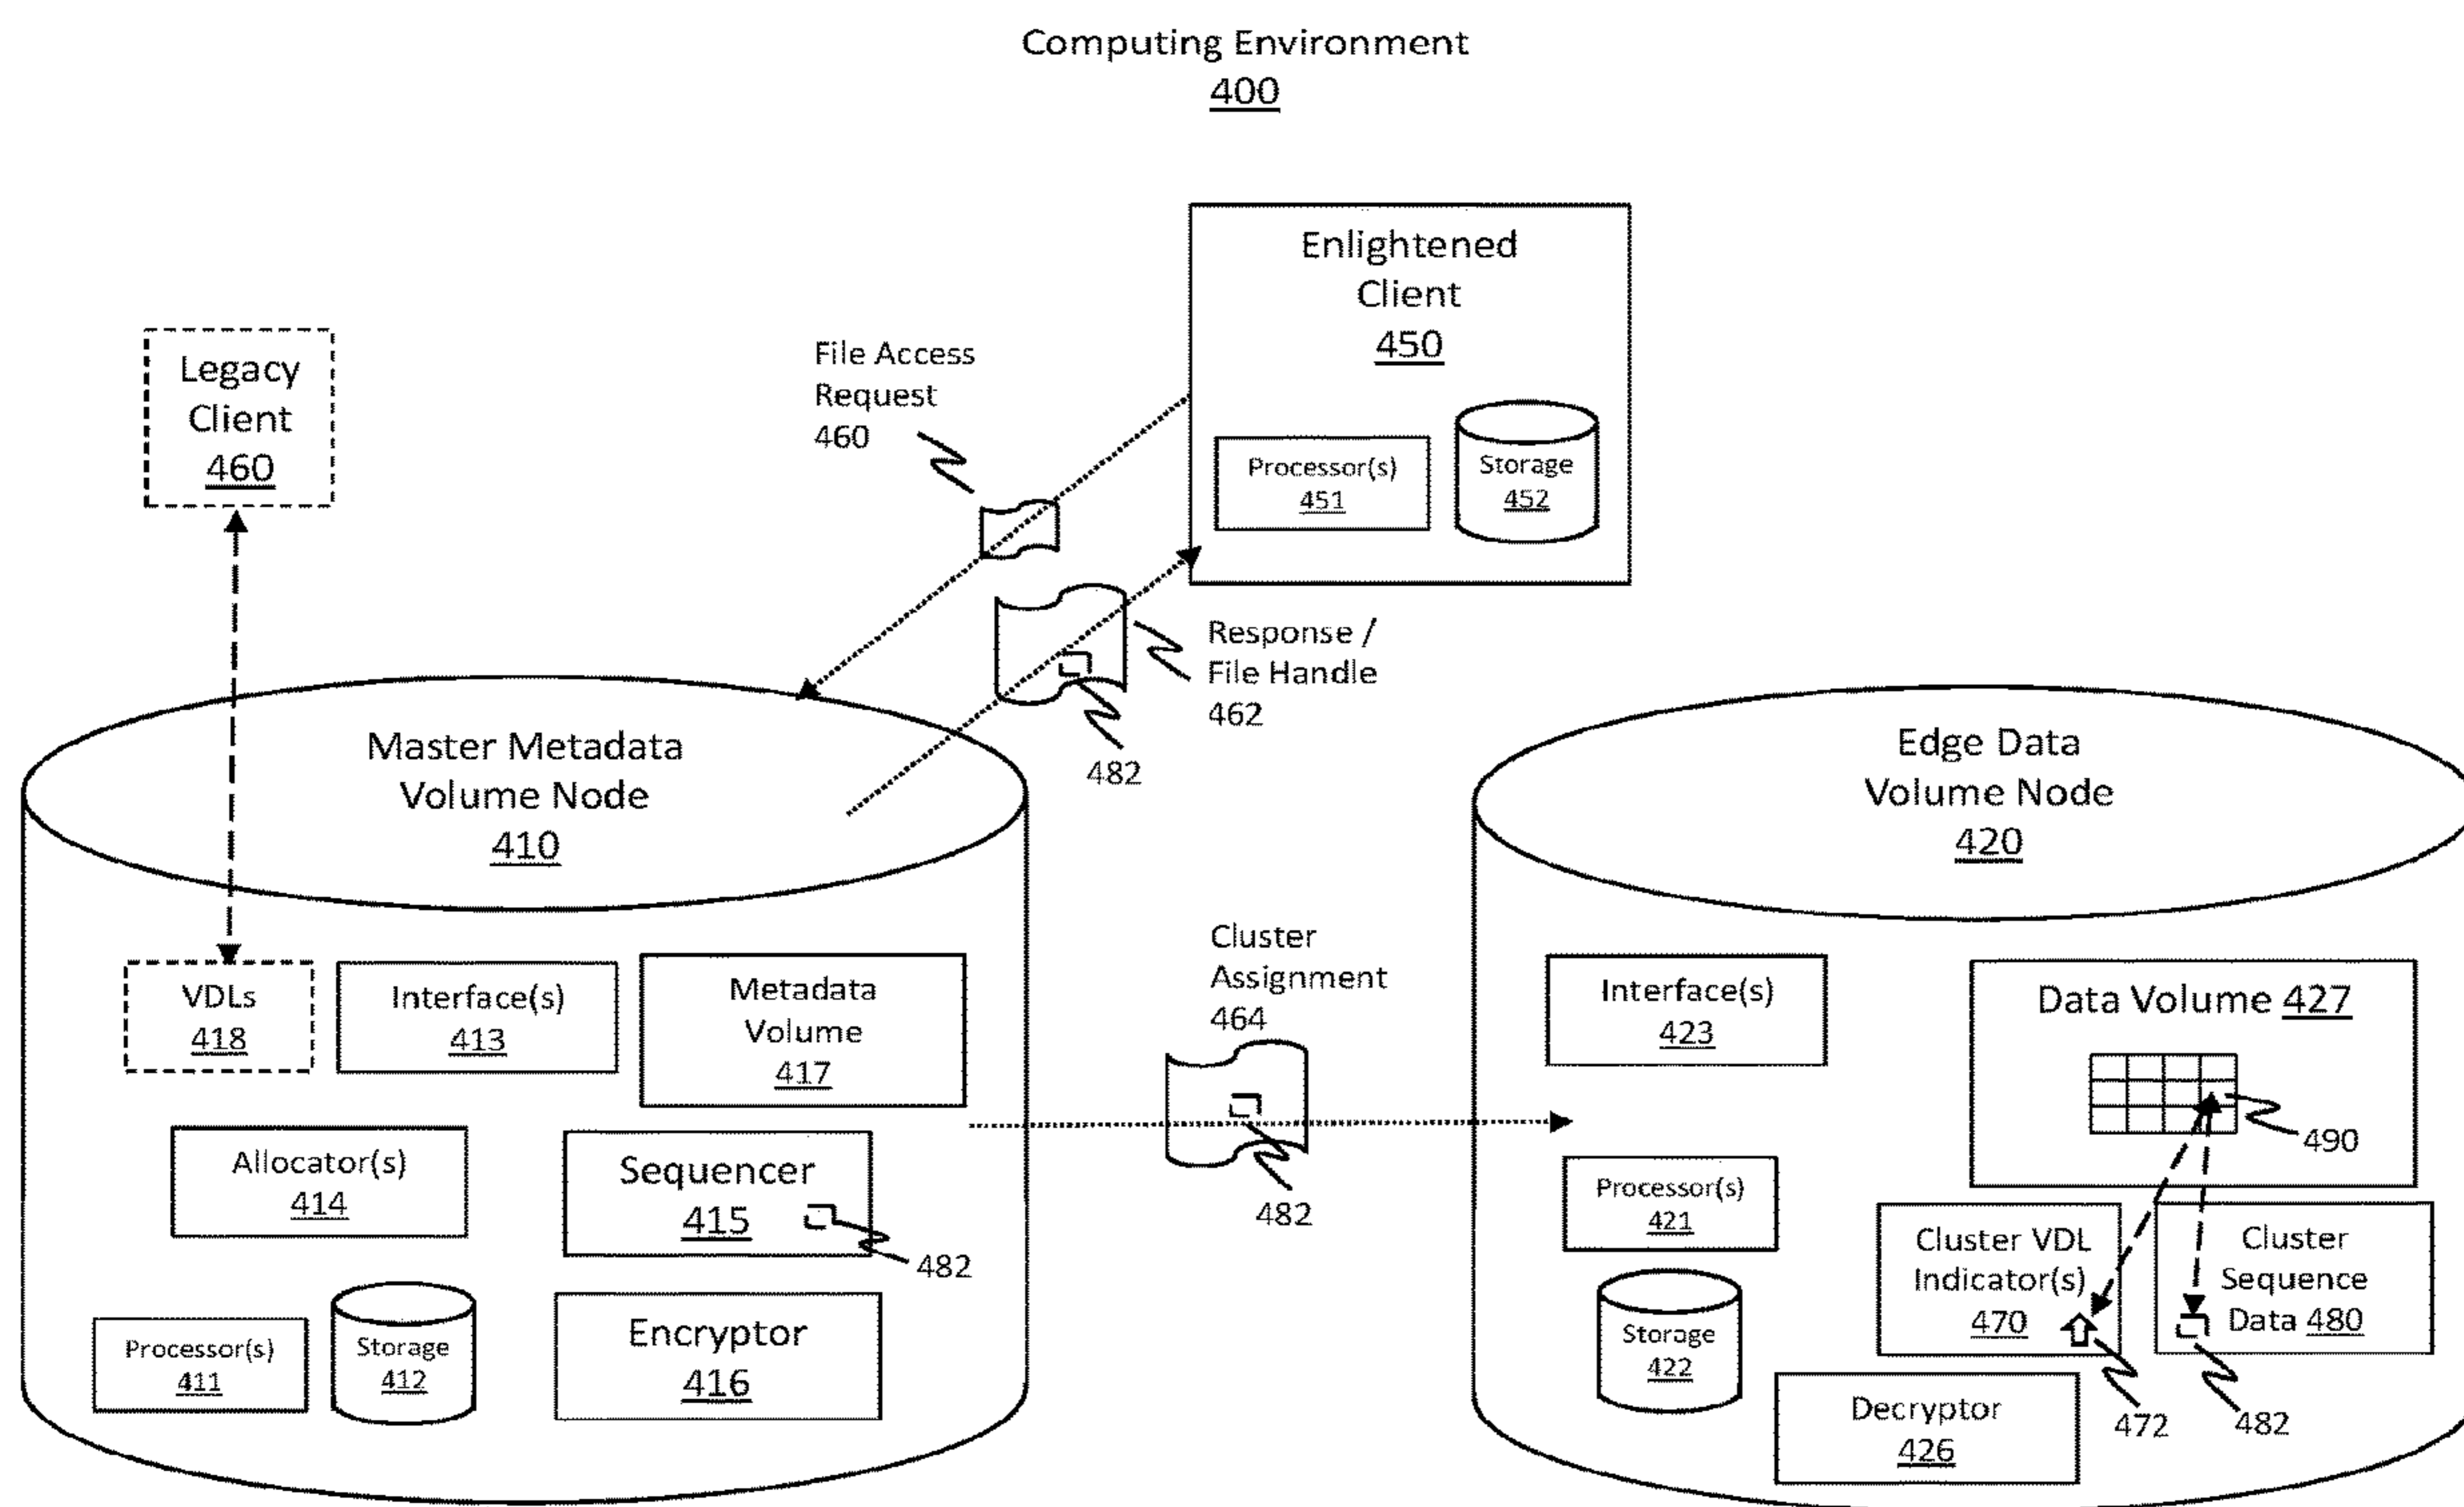 Computing Environment
400
Enlightened
Client
450
Processor(s)
451
Storage
452
Legacy
Client
460
File Access
Request
460
Response /
File Handle
462
482
Master Metadata
Volume Node
410
VDLs
418
Interface(s)
413
Metadata
Volume
417
Allocator(s)
414
Sequencer
415
482
Processor(s)
411
Storage
412
Encryptor
416
Cluster
Assignment
464
482
Edge Data
Volume Node
420
Interface(s)
423
Data Volume 427
490
Processor(s)
421
Cluster VDL
Indicator(s)
470
472
Cluster
Sequence
Data 480
482
Storage
422
Decryptor
426